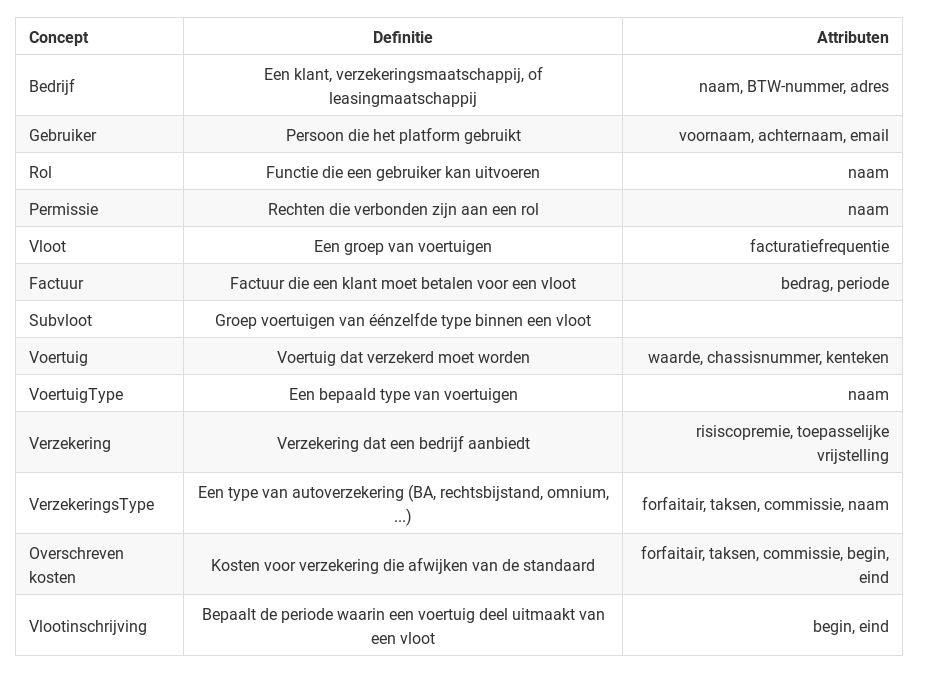 Concept Definitie Attributen
Bedrijf Een klant, verzekeringsmaatschappij, of leasingmaatschappij naam, BTW-nummer, adres
Gebruiker Persoon die het platform gebruikt voornaam, achternaam, email
Rol Functie die een gebruiker kan uitvoeren naam
Permissie Rechten die verbonden zijn aan een rol naam
Vloot Een groep van voertuigen facturatiefrequentie
Factuur Factuur die een klant moet betalen voor een vloot bedrag, periode
Subvloot Groep voertuigen van éénzelfde type binnen een vloot
Voertuig Voertuig dat verzekerd moet worden waarde, chassisnummer, kenteken
VoertuigType Een bepaald type van voertuigen naam
Verzekering Verzekering dat een bedrijf aanbiedt risiscopremie, toepasselijke vrijstelling
VerzekeringsType Een type van autoverzekering (BA, rechtsbijstand, omnium, ...) forfaitair, taksen, commissie, naam
Overschreven kosten Kosten voor verzekering die afwijken van de standaard forfaitair, taksen, commissie, begin, eind
Vlootinschrijving Bepaalt de periode waarin een voertuig deel uitmaakt van een vloot begin, eind